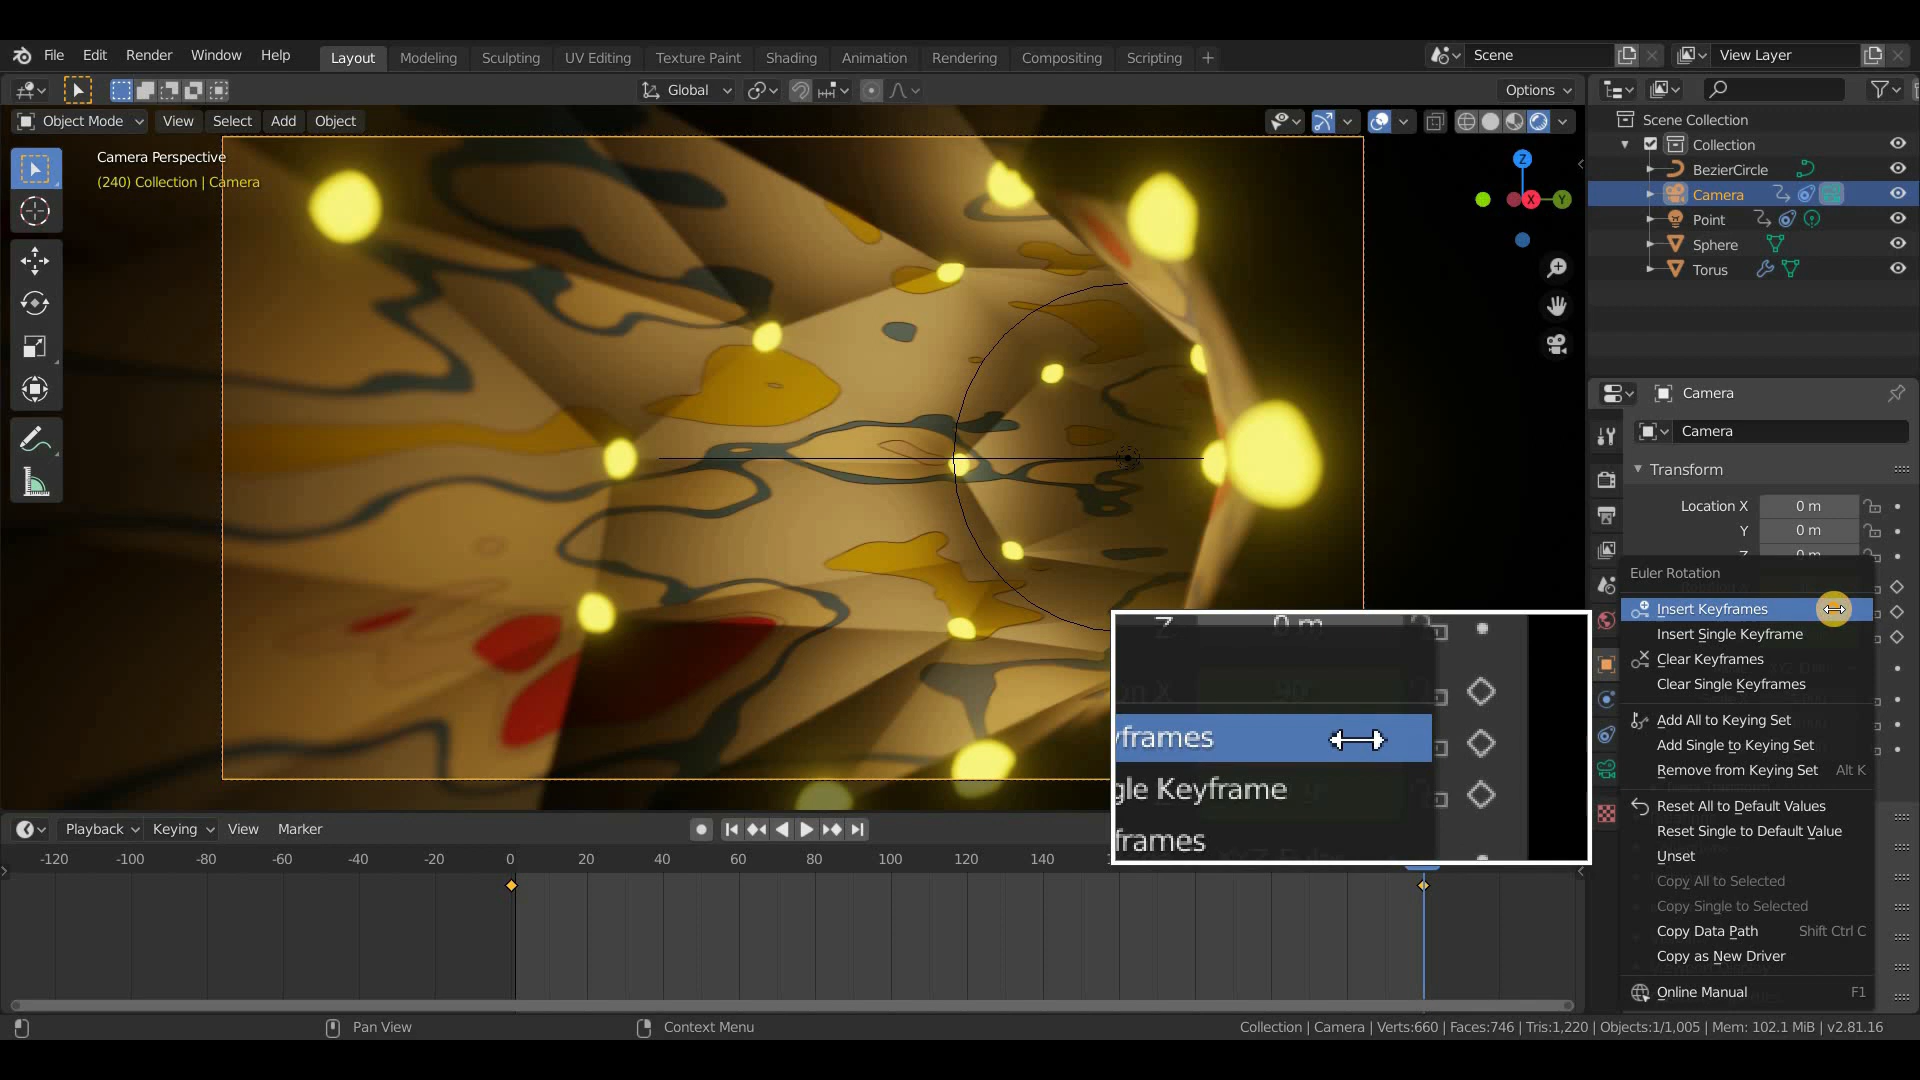 File Edit Render Window Help Layout Modeling Sculpting UV Editing Texture Paint Shading Animation Rendering Compositing Scripting + Scene View Layer
Global Options
Object Mode View Select Add Object
Camera Perspective
(240) Collection | Camera
Z
X Y
Scene Collection
Collection
BezierCircle
Camera
Point
Sphere
Torus
Camera
Camera
Transform
Location X 0 m
Y 0 m
Z 0 m
Euler Rotation
Insert Keyframes
Insert Single Keyframe
Clear Keyframes
Clear Single Keyframes
Add All to Keying Set
Add Single to Keying Set
Remove from Keying Set Alt K
Reset All to Default Values
Reset Single to Default Value
Unset
Copy All to Selected
Copy Single to Selected
Copy Data Path Shift Ctrl C
Copy as New Driver
Online Manual F1
Z 0 m
on X 90°
yframes
gle Keyframe
frames
Playback Keying View Marker
-120 -100 -80 -60 -40 -20 0 20 40 60 80 100 120 140
Pan View Context Menu
Collection | Camera | Verts:660 | Faces:746 | Tris:1,220 | Objects:1/1,005 | Mem: 102.1 MiB | v2.81.16